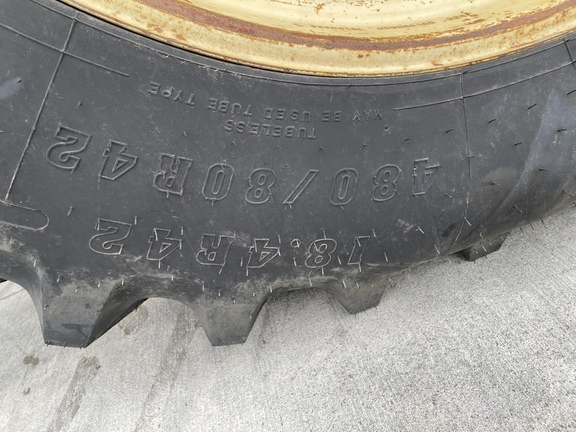 18.4R42
480/80R42
TUBELESS
MAY BE USED TUBE TYPE